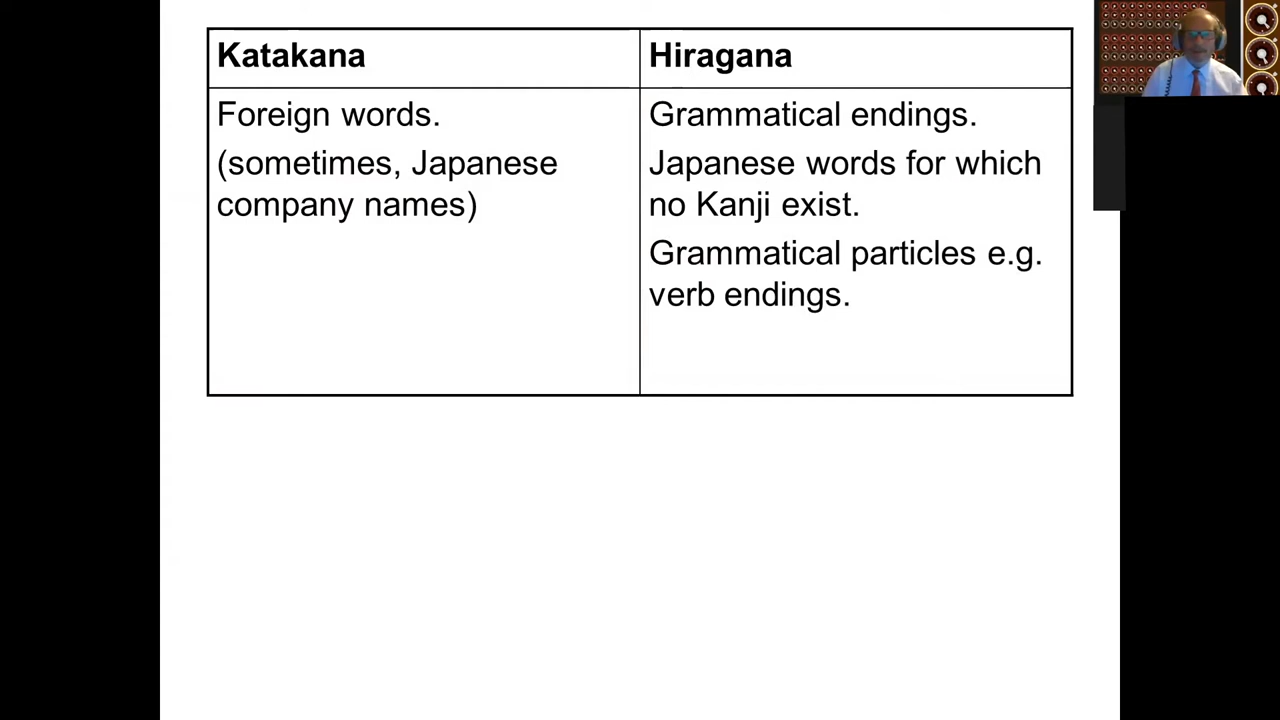 Katakana
Hiragana
Foreign words.
(sometimes, Japanese
company names)
Grammatical endings.
Japanese words for which
no Kanji exist.
Grammatical particles e.g.
verb endings.